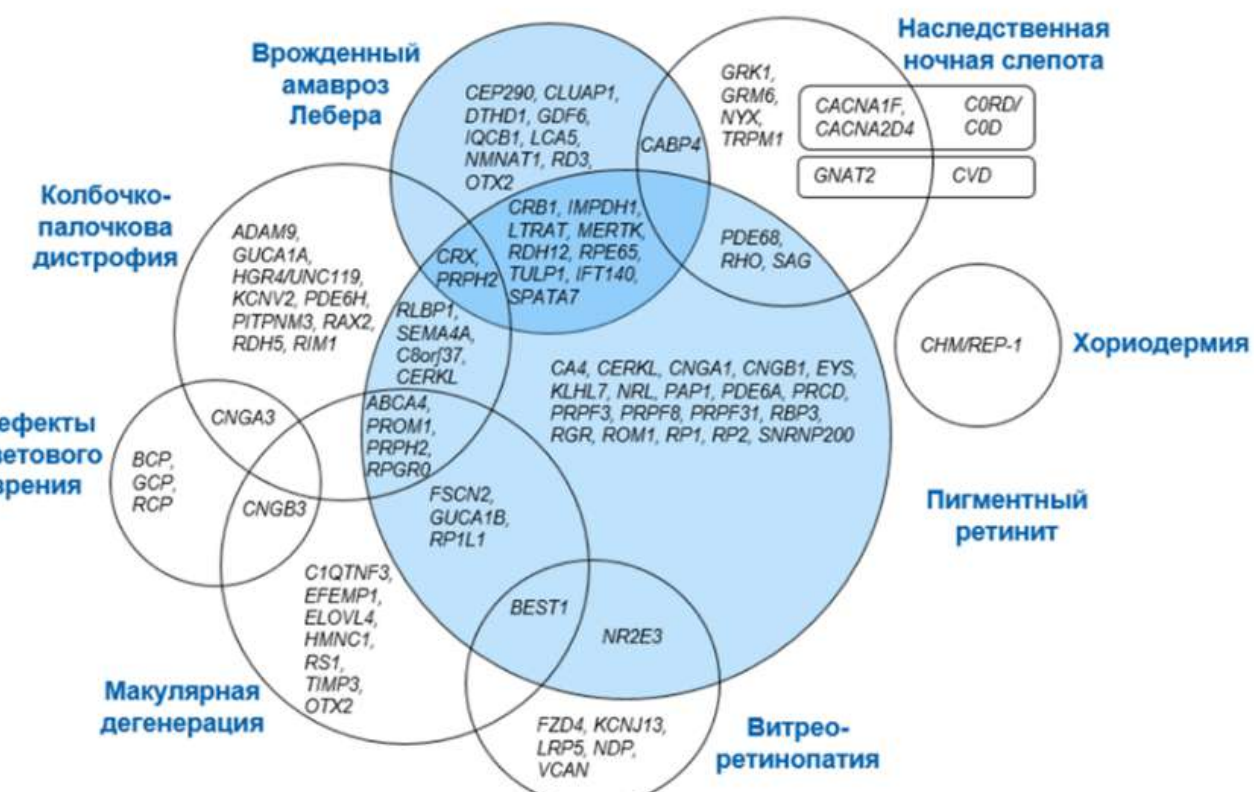 Врожденный
амавроз
Лебера
CEP290, CLUAP1,
DTHD1, GDF6,
IQCB1, LCA5,
NMNAT1, RD3,
OTX2
CABP4
Наследственная
ночная слепота
GRK1,
GRM6,
NYX,
TRPM1
CACNA1F,
CACNA2D4
C0RD/
C0D
GNAT2
CVD
Колбочко-
палочкова
дистрофия
ADAM9,
GUCA1A,
HGR4/UNC119,
KCNV2, PDE6H,
PITPNM3, RAX2,
RDH5, RIM1
CRX,
PRPH2
CRB1, IMPDH1,
LTRAT, MERTK,
RDH12, RPE65,
TULP1, IFT140,
SPATA7
PDE68,
RHO, SAG
RLBP1,
SEMA4A,
C8orf37,
CERKL
CHM/REP-1
Хориодермия
CA4, CERKL, CNGA1, CNGB1, EYS,
KLHL7, NRL, PAP1, PDE6A, PRCD,
PRPF3, PRPF8, PRPF31, RBP3,
RGR, ROM1, RP1, RP2, SNRNP200
Пигментный
ретинит
ефекты
ветового
зрения
BCP,
GCP,
RCP
CNGA3
CNGB3
ABCA4,
PROM1,
PRPH2,
RPGR0
FSCN2,
GUCA1B,
RP1L1
C1QTNF3,
EFEMP1,
ELOVL4,
HMNC1,
RS1,
TIMP3,
OTX2
Макулярная
дегенерация
BEST1
NR2E3
FZD4, KCNJ13,
LRP5, NDP,
VCAN
Витрео-
ретинопатия